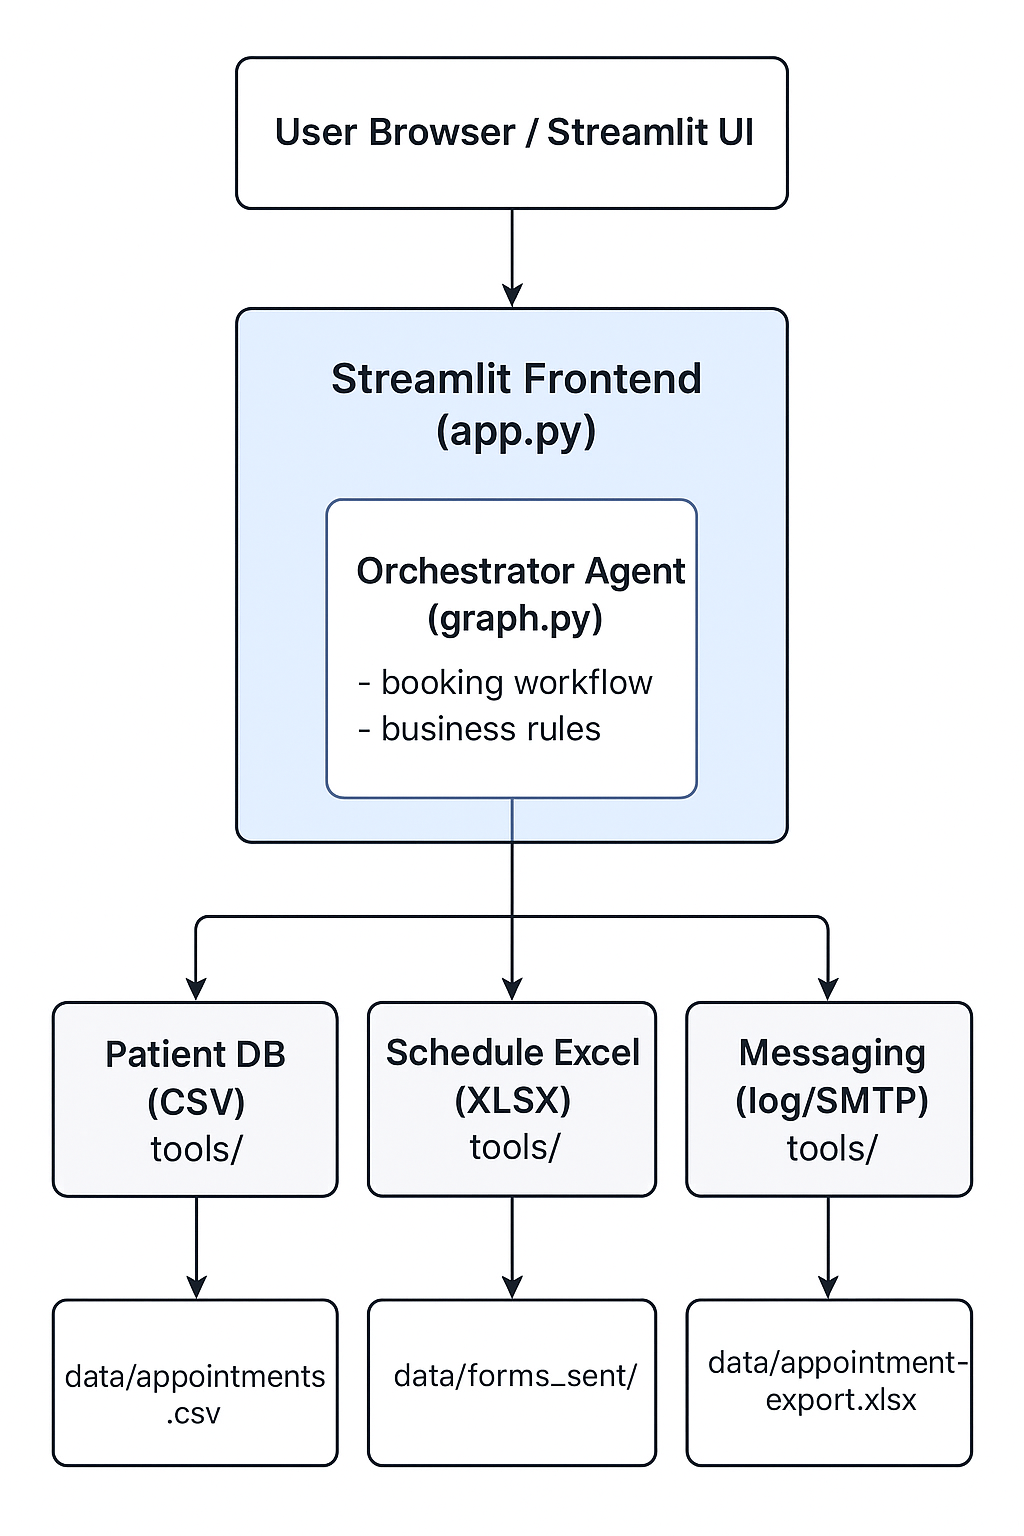 User Browser / Streamlit UI
Streamlit Frontend
(app.py)
Orchestrator Agent
(graph.py)
- booking workflow
- business rules
Patient DB
(CSV)
tools/
Schedule Excel
(XLSX)
tools/
Messaging
(log/SMTP)
tools/
data/appointments
.csv
data/forms_sent/
data/appointment-
export.xlsx